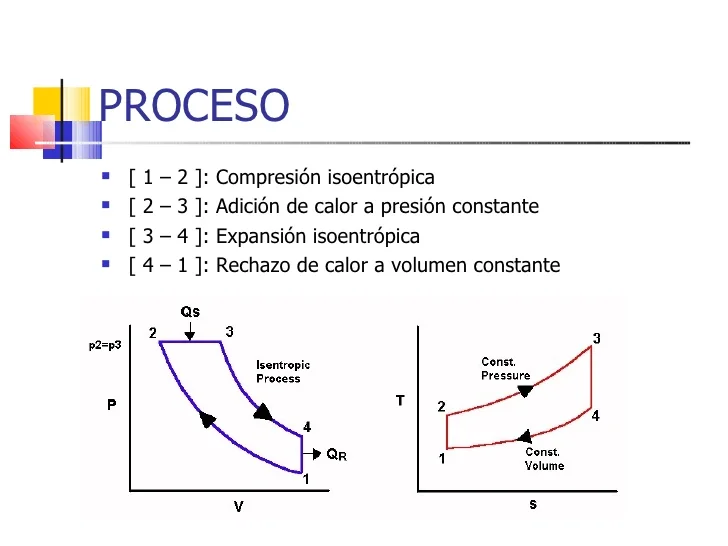 PROCESO
[ 1 – 2 ]: Compresión isoentrópica
[ 2 – 3 ]: Adición de calor a presión constante
[ 3 – 4 ]: Expansión isoentrópica
[ 4 – 1 ]: Rechazo de calor a volumen constante
Qs
2
3
p2=p3
Isentropic
Process
P
4
QR
1
V
3
Const.
Pressure
T
2
4
1
Const.
Volume
s